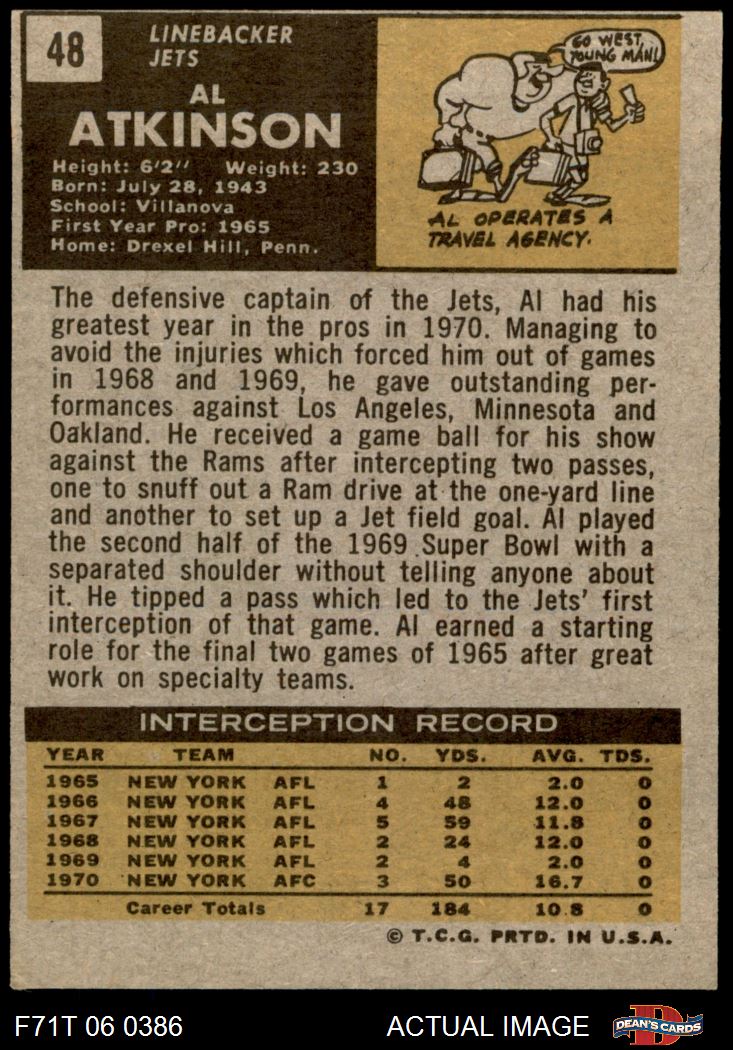 48
LINEBACKER
JETS
AL
ATKINSON
Height: 6'2" Weight: 230
Born: July 28, 1943
School: Villanova
First Year Pro: 1965
Home: Drexel Hill, Penn.
GO WEST,
YOUNG MAN!
AL OPERATES A
TRAVEL AGENCY.
The defensive captain of the Jets, Al had his
greatest year in the pros in 1970. Managing to
avoid the injuries which forced him out of games
in 1968 and 1969, he gave outstanding per-
formances against Los Angeles, Minnesota and
Oakland. He received a game ball for his show
against the Rams after intercepting two passes,
one to snuff out a Ram drive at the one-yard line
and another to set up a Jet field goal. Al played
the second half of the 1969 Super Bowl with a
separated shoulder without telling anyone about
it. He tipped a pass which led to the Jets' first
interception of that game. Al earned a starting
role for the final two games of 1965 after great
work on specialty teams.
INTERCEPTION RECORD
YEAR TEAM NO. YDS. AVG. TDS.
1965 NEW YORK AFL 1 2 2.0 0
1966 NEW YORK AFL 4 48 12.0 0
1967 NEW YORK AFL 5 59 11.8 0
1968 NEW YORK AFL 2 24 12.0 0
1969 NEW YORK AFL 2 4 2.0 0
1970 NEW YORK AFC 3 50 16.7 0
Career Totals 17 184 10.8 0
© T.C.G. PRTD. IN U.S.A.
F71T 06 0386 ACTUAL IMAGE
D
DEAN'S CARDS